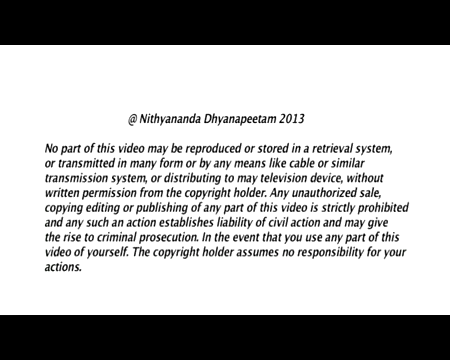 @ Nithyananda Dhyanapeetam 2013
No part of this video may be reproduced or stored in a retrieval system,
or transmitted in many form or by any means like cable or similar
transmission system, or distributing to may television device, without
written permission from the copyright holder. Any unauthorized sale,
copying editing or publishing of any part of this video is strictly prohibited
and any such an action establishes liability of civil action and may give
the rise to criminal prosecution. In the event that you use any part of this
video of yourself. The copyright holder assumes no responsibility for your
actions.